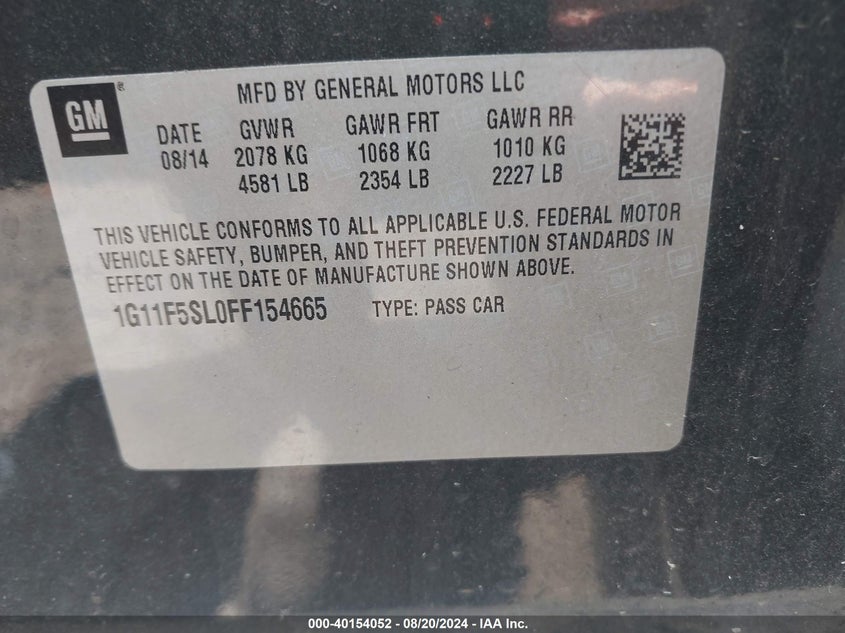 GM
MFD BY GENERAL MOTORS LLC
DATE GVWR GAWR FRT GAWR RR
08/14 2078 KG 1068 KG 1010 KG
4581 LB 2354 LB 2227 LB
THIS VEHICLE CONFORMS TO ALL APPLICABLE U.S. FEDERAL MOTOR
VEHICLE SAFETY, BUMPER, AND THEFT PREVENTION STANDARDS IN
EFFECT ON THE DATE OF MANUFACTURE SHOWN ABOVE.
1G11F5SL0FF154665 TYPE: PASS CAR
000-40154052 - 08/20/2024 - IAA Inc.